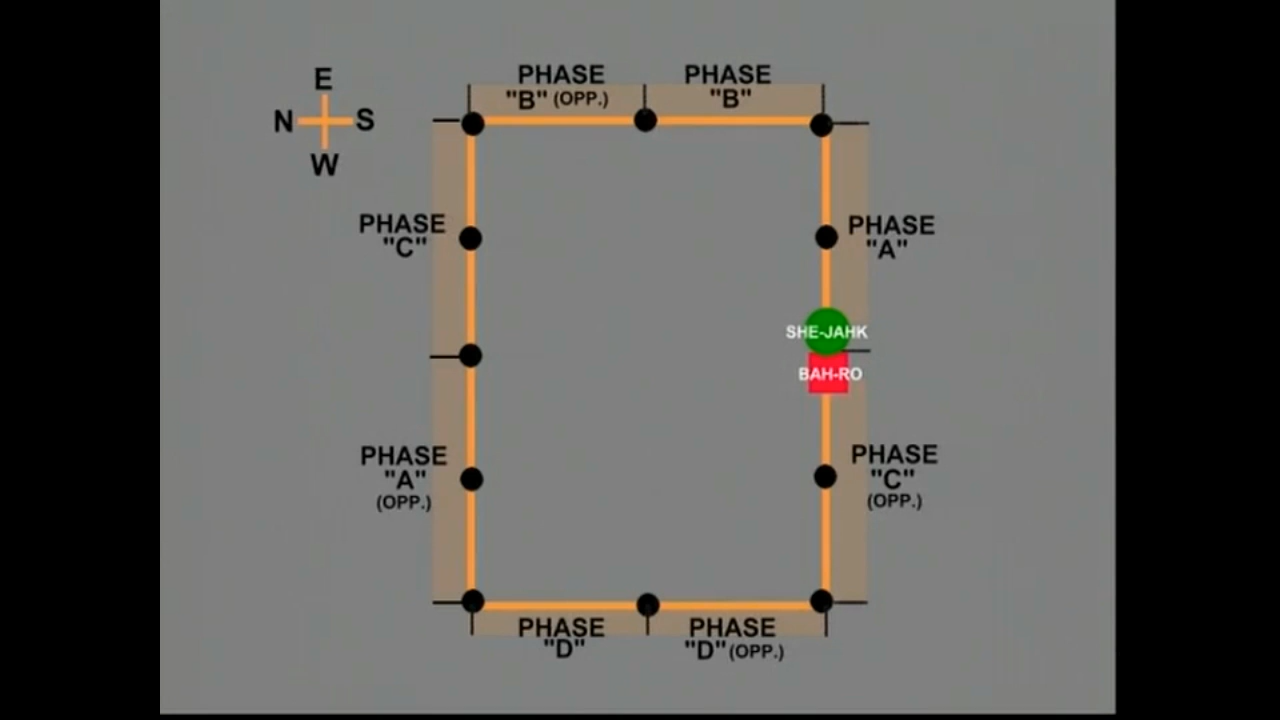 E
N S
W
PHASE
"B" (OPP.)
PHASE
"B"
PHASE
"C"
PHASE
"A"
SHE-JAHK
BAH-RO
PHASE
"A"
(OPP.)
PHASE
"C"
(OPP.)
PHASE
"D"
PHASE
"D" (OPP.)